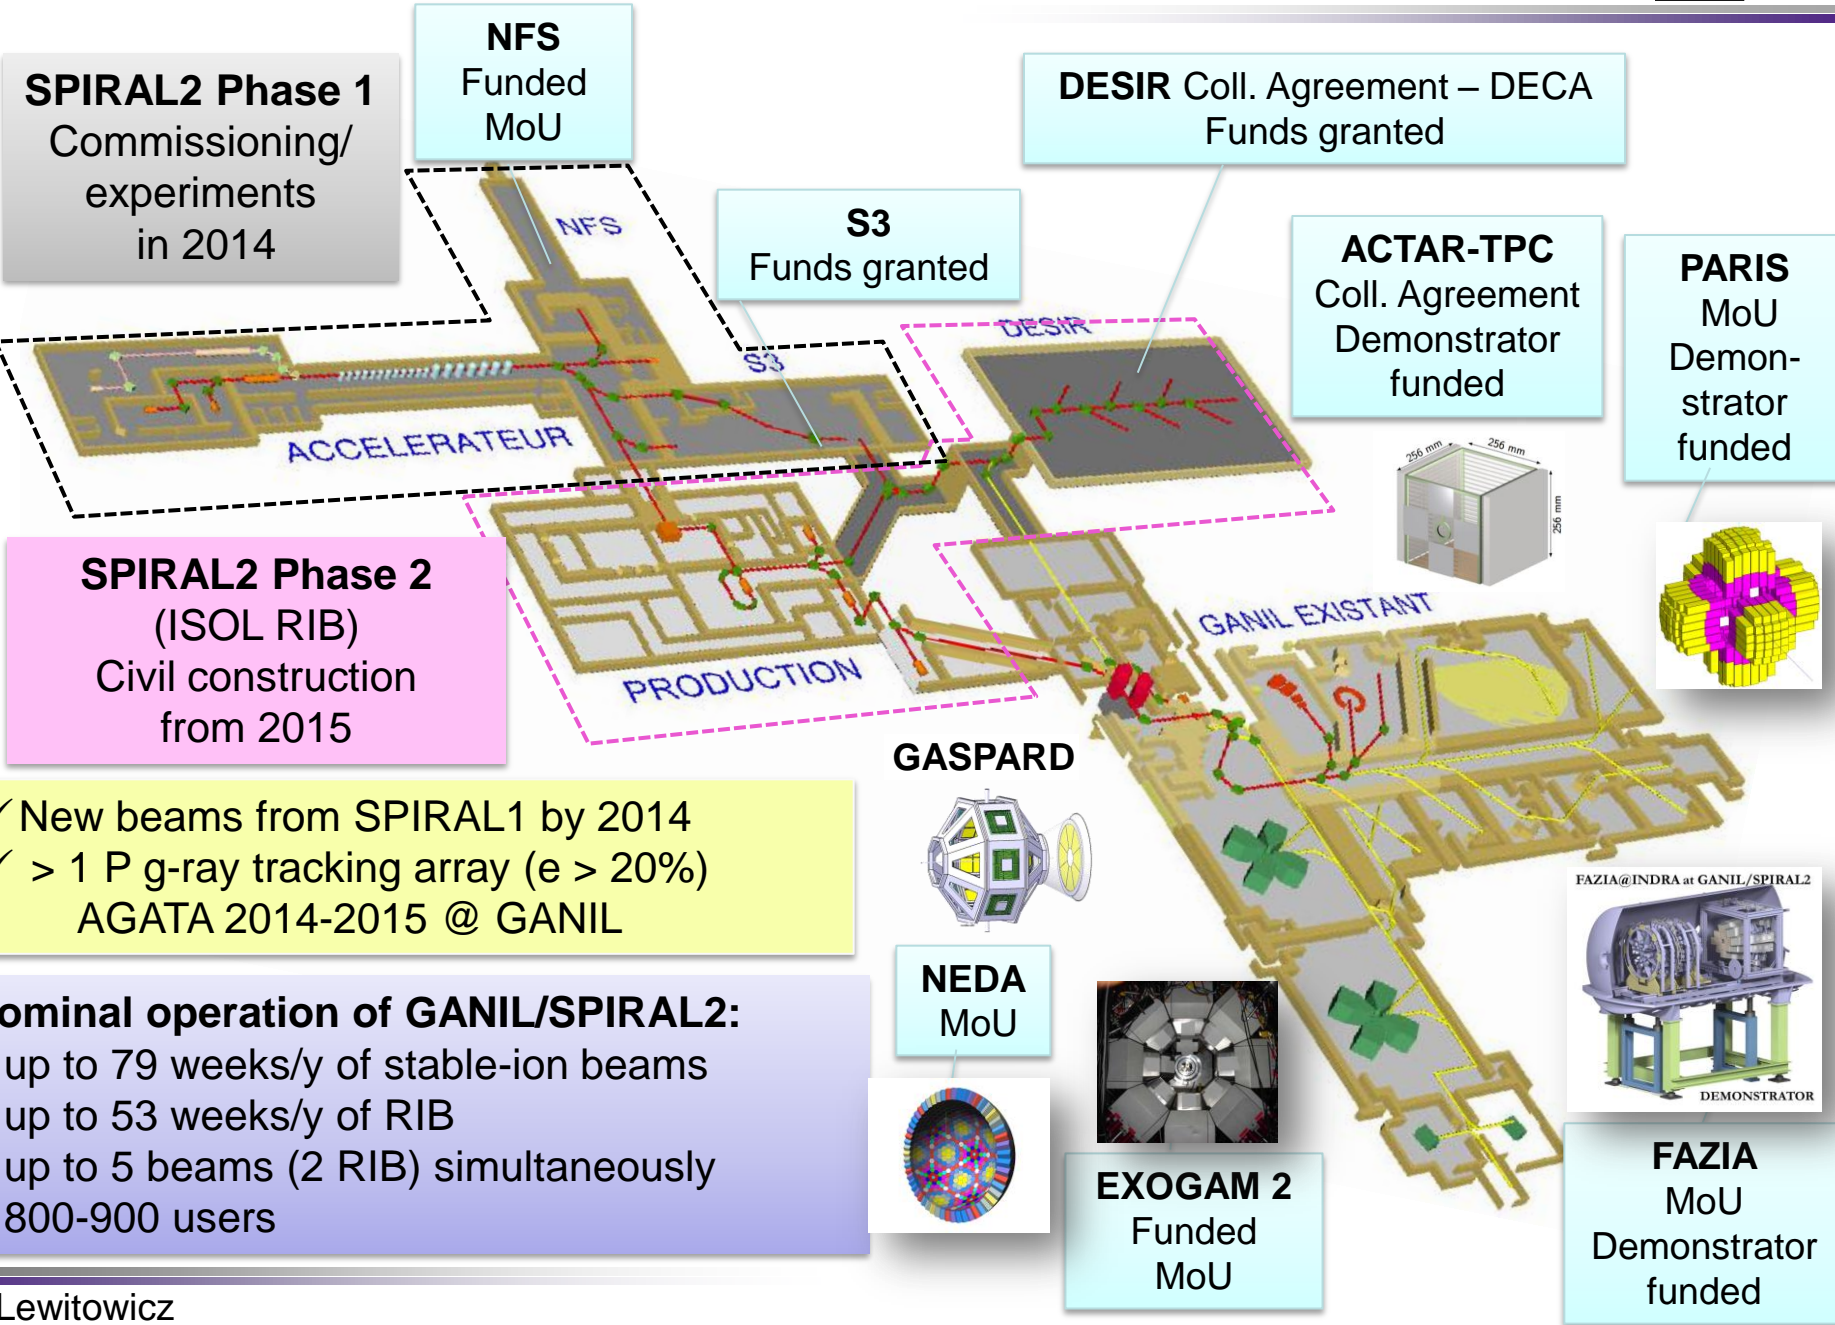 SPIRAL2 Phase 1
Commissioning/
experiments
in 2014
NFS
Funded
MoU
DESIR Coll. Agreement – DECA
Funds granted
S3
Funds granted
ACTAR-TPC
Coll. Agreement
Demonstrator
funded
PARIS
MoU
Demon-
strator
funded
NFS
DESIR
S3
ACCELERATEUR
256 mm
256 mm
256 mm
SPIRAL2 Phase 2
(ISOL RIB)
Civil construction
from 2015
PRODUCTION
GANIL EXISTANT
GASPARD
✓ New beams from SPIRAL1 by 2014
✓ > 1 P g-ray tracking array (e > 20%)
AGATA 2014-2015 @ GANIL
FAZIA@INDRA at GANIL/SPIRAL2
DEMONSTRATOR
NEDA
MoU
ominal operation of GANIL/SPIRAL2:
up to 79 weeks/y of stable-ion beams
up to 53 weeks/y of RIB
up to 5 beams (2 RIB) simultaneously
800-900 users
EXOGAM 2
Funded
MoU
FAZIA
MoU
Demonstrator
funded
Lewitowicz